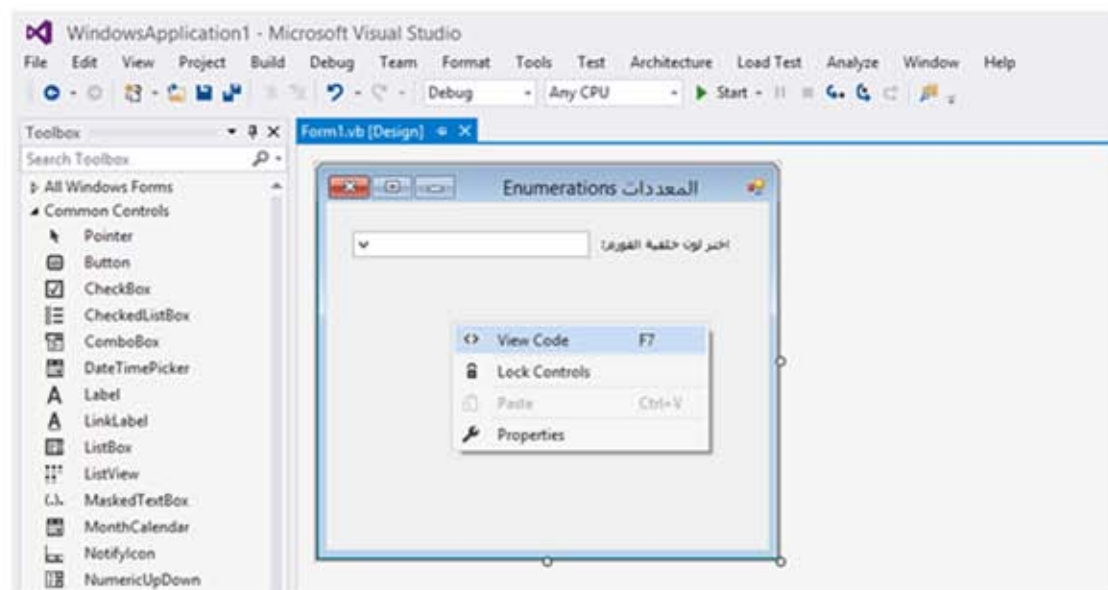 WindowsApplication1 - Microsoft Visual Studio
File Edit View Project Build Debug Team Format Tools Test Architecture Load Test Analyze Window Help
Debug Any CPU Start
Toolbox
Form1.vb [Design]
Search Toolbox
All Windows Forms
Common Controls
Pointer
Button
CheckBox
CheckedListBox
ComboBox
DateTimePicker
Label
LinkLabel
ListBox
ListView
MaskedTextBox
MonthCalendar
NotifyIcon
NumericUpDown
المعددات Enumerations
اختر لون خلفية الفورم:
View Code F7
Lock Controls
Paste Ctrl+V
Properties